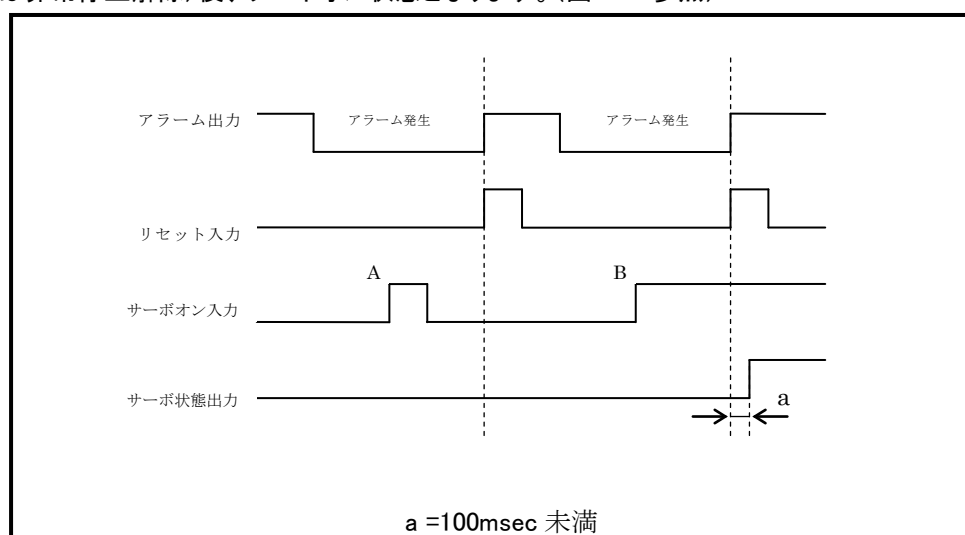 アラーム出力
アラーム発生
アラーム発生
リセット入力
A
B
サーボオン入力
サーボ状態出力
a
a =100msec 未満